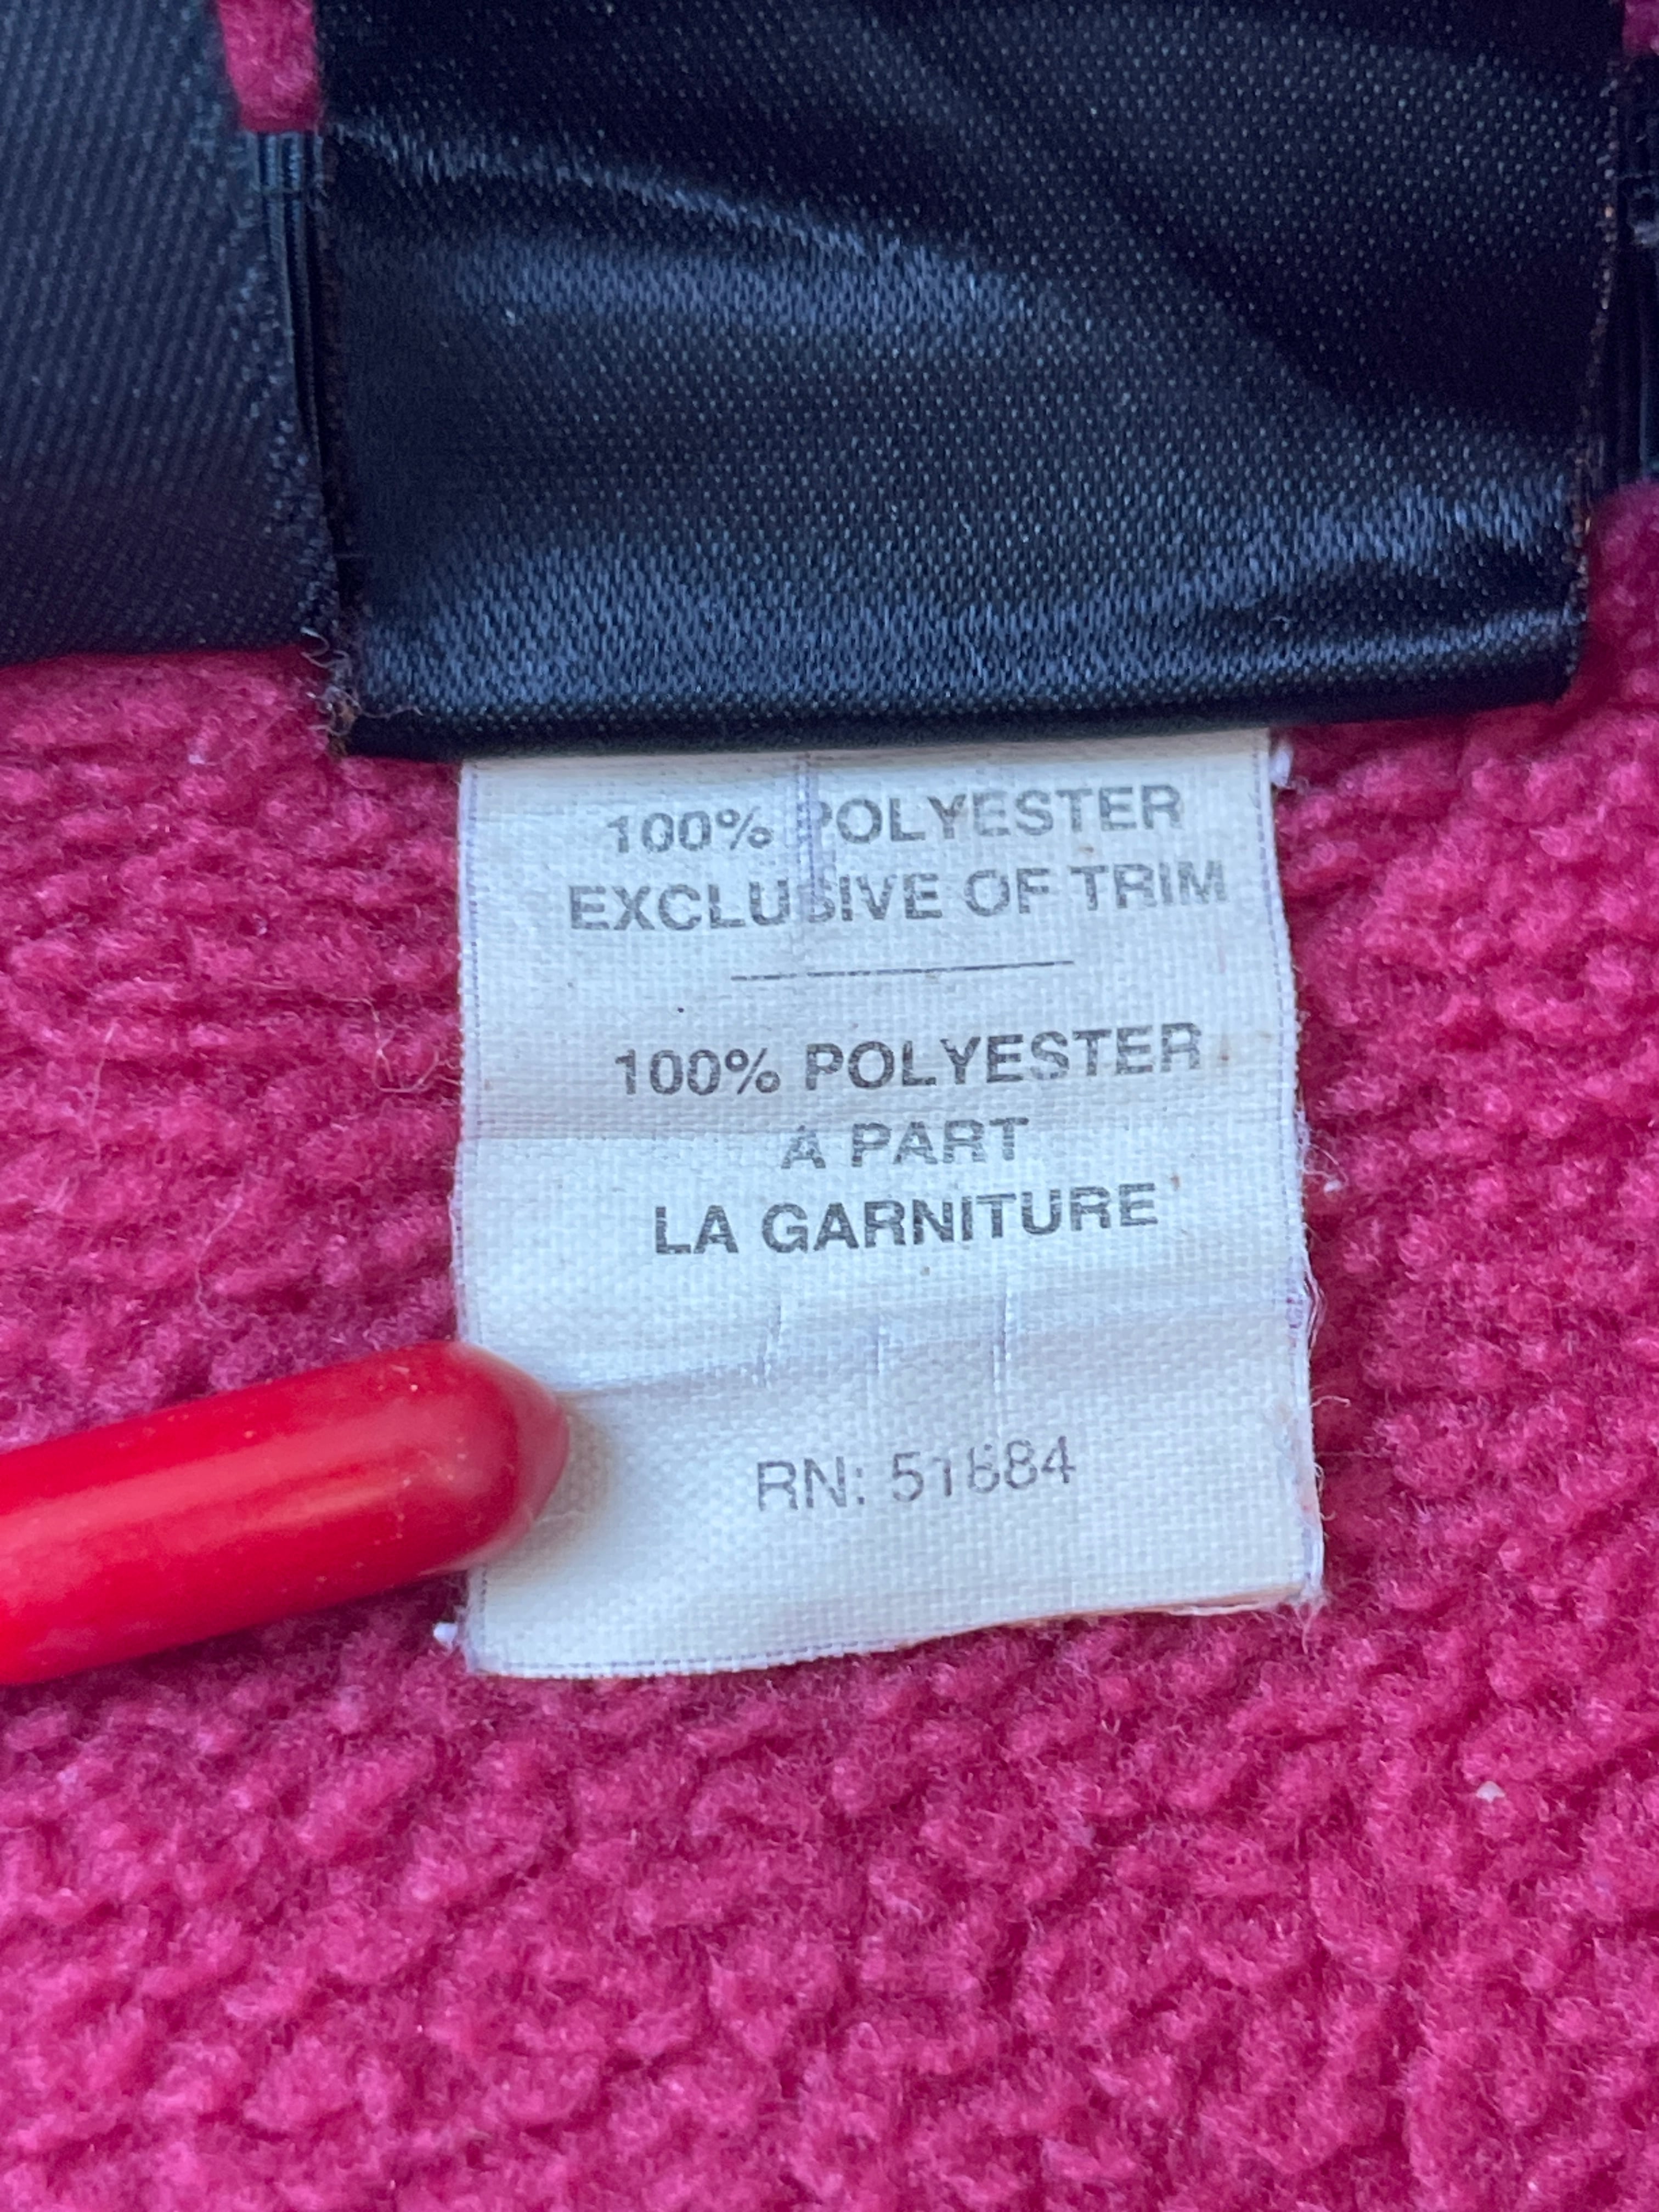 100% POLYESTER
EXCLUSIVE OF TRIM
100% POLYESTER
A PART
LA GARNITURE
RN: 51884